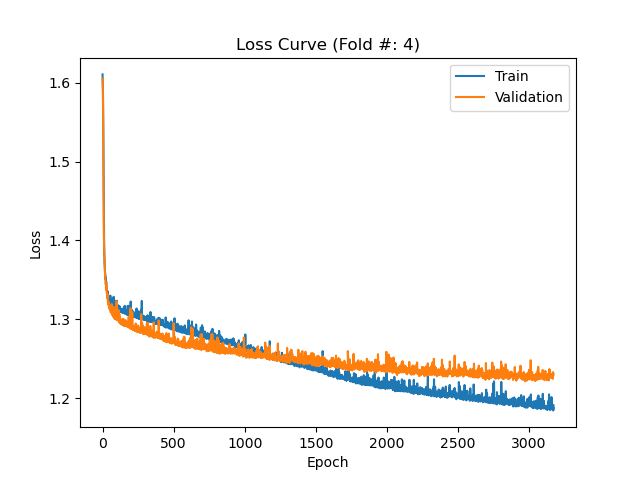 Loss Curve (Fold #: 4)
Train
Validation
Loss
1.6
1.5
1.4
1.3
1.2
0 500 1000 1500 2000 2500 3000
Epoch